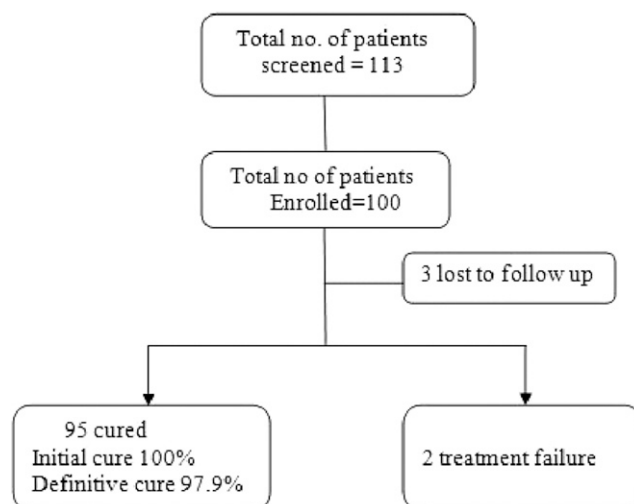 Total no. of patients
screened = 113
Total no of patients
Enrolled=100
3 lost to follow up
95 cured
Initial cure 100%
Definitive cure 97.9%
2 treatment failure